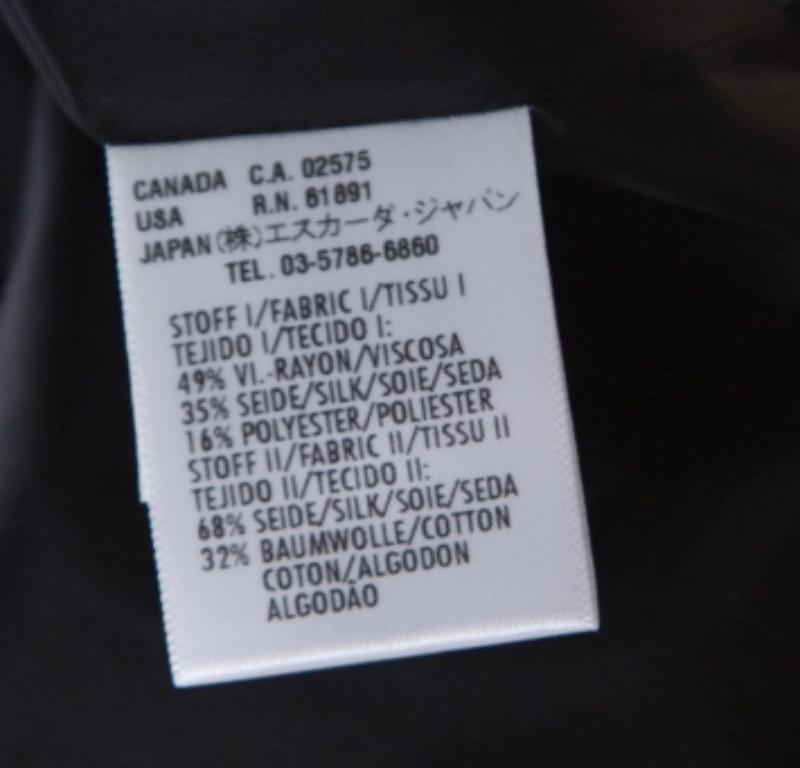 CANADA C.A. 02575
USA R.N. 61891
JAPAN(株)エスカーダ・ジャパン
TEL. 03-5786-6860
STOFF I/FABRIC I/TISSU I
TEJIDO I/TECIDO I:
49% VI.-RAYON/VISCOSA
35% SEIDE/SILK/SOIE/SEDA
16% POLYESTER/POLIESTER
STOFF II/FABRIC II/TISSU II
TEJIDO II/TECIDO II:
68% SEIDE/SILK/SOIE/SEDA
32% BAUMWOLLE/COTTON
COTON/ALGODON
ALGODÃO